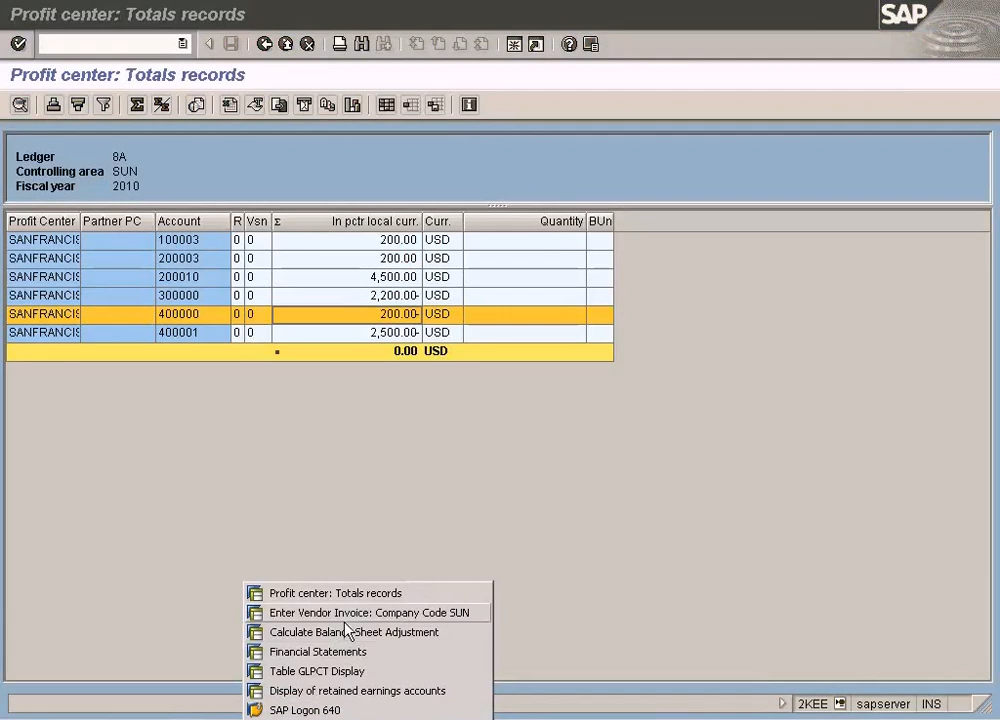 Profit center: Totals records
SAP
Profit center: Totals records
Ledger 8A
Controlling area SUN
Fiscal year 2010
Profit Center Partner PC Account R Vsn Σ In pctr local curr. Curr. Quantity BUn
SANFRANCIS 100003 0 0 200.00 USD
SANFRANCIS 200003 0 0 200.00 USD
SANFRANCIS 200010 0 0 4,500.00 USD
SANFRANCIS 300000 0 0 2,200.00- USD
SANFRANCIS 400000 0 0 200.00- USD
SANFRANCIS 400001 0 0 2,500.00- USD
0.00 USD
Profit center: Totals records
Enter Vendor Invoice: Company Code SUN
Calculate Balance Sheet Adjustment
Financial Statements
Table GLPCT Display
Display of retained earnings accounts
SAP Logon 640
2KEE sapserver INS